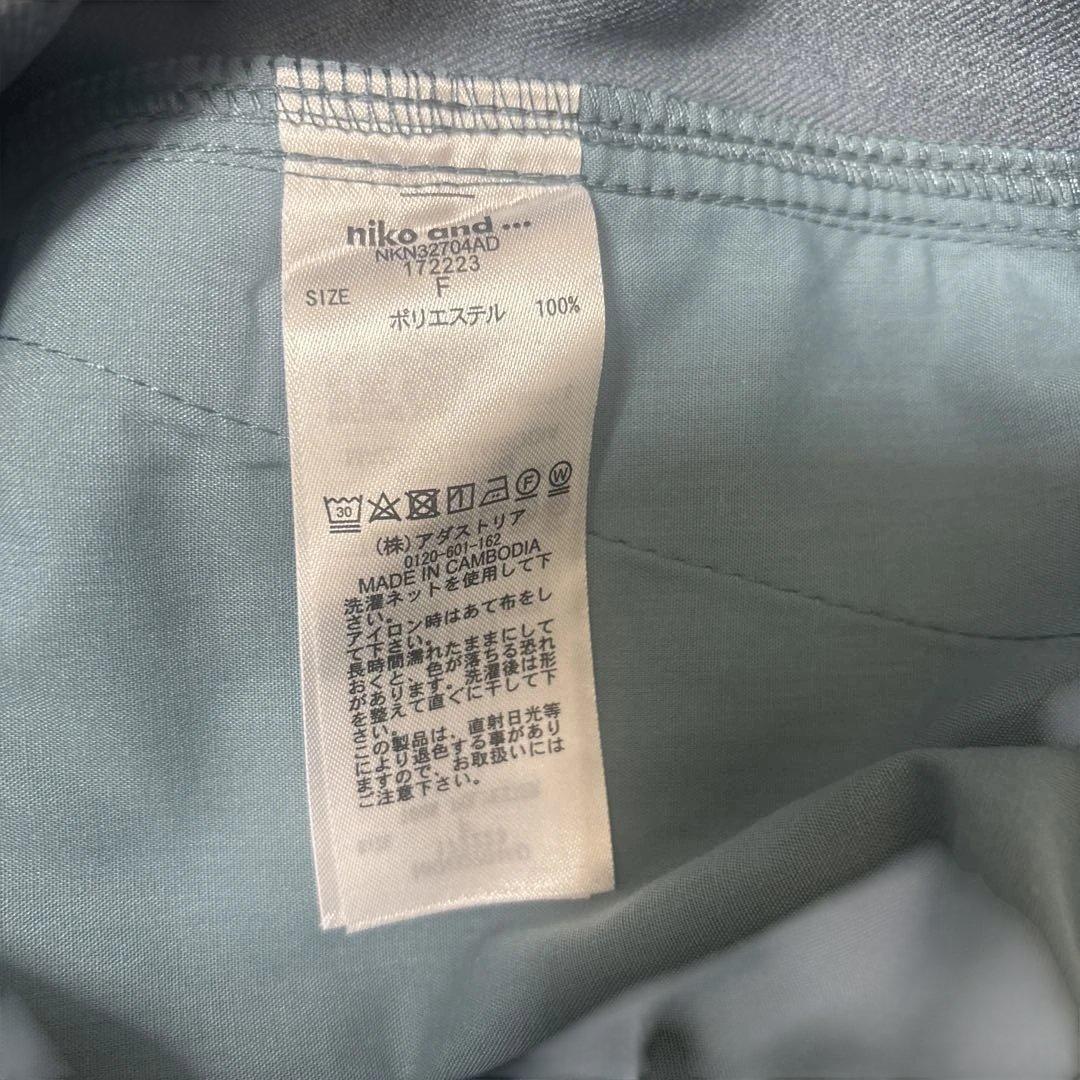 niko and ...
NKN32704AD
172223
SIZE F
ポリエステル 100%
30 F W
(株)アダストリア
0120-601-162
MADE IN CAMBODIA
洗濯ネットを使用して下
さい。
アイロン時はあて布をし
て下さい。
長時間濡れたままにして
おくと、色が落ちる恐れ
があります。洗濯後は形
を整えて直ぐに干して下
さい。
この製品は、直射日光等
により退色する事があり
ますので、お取扱いには
ご注意下さい。